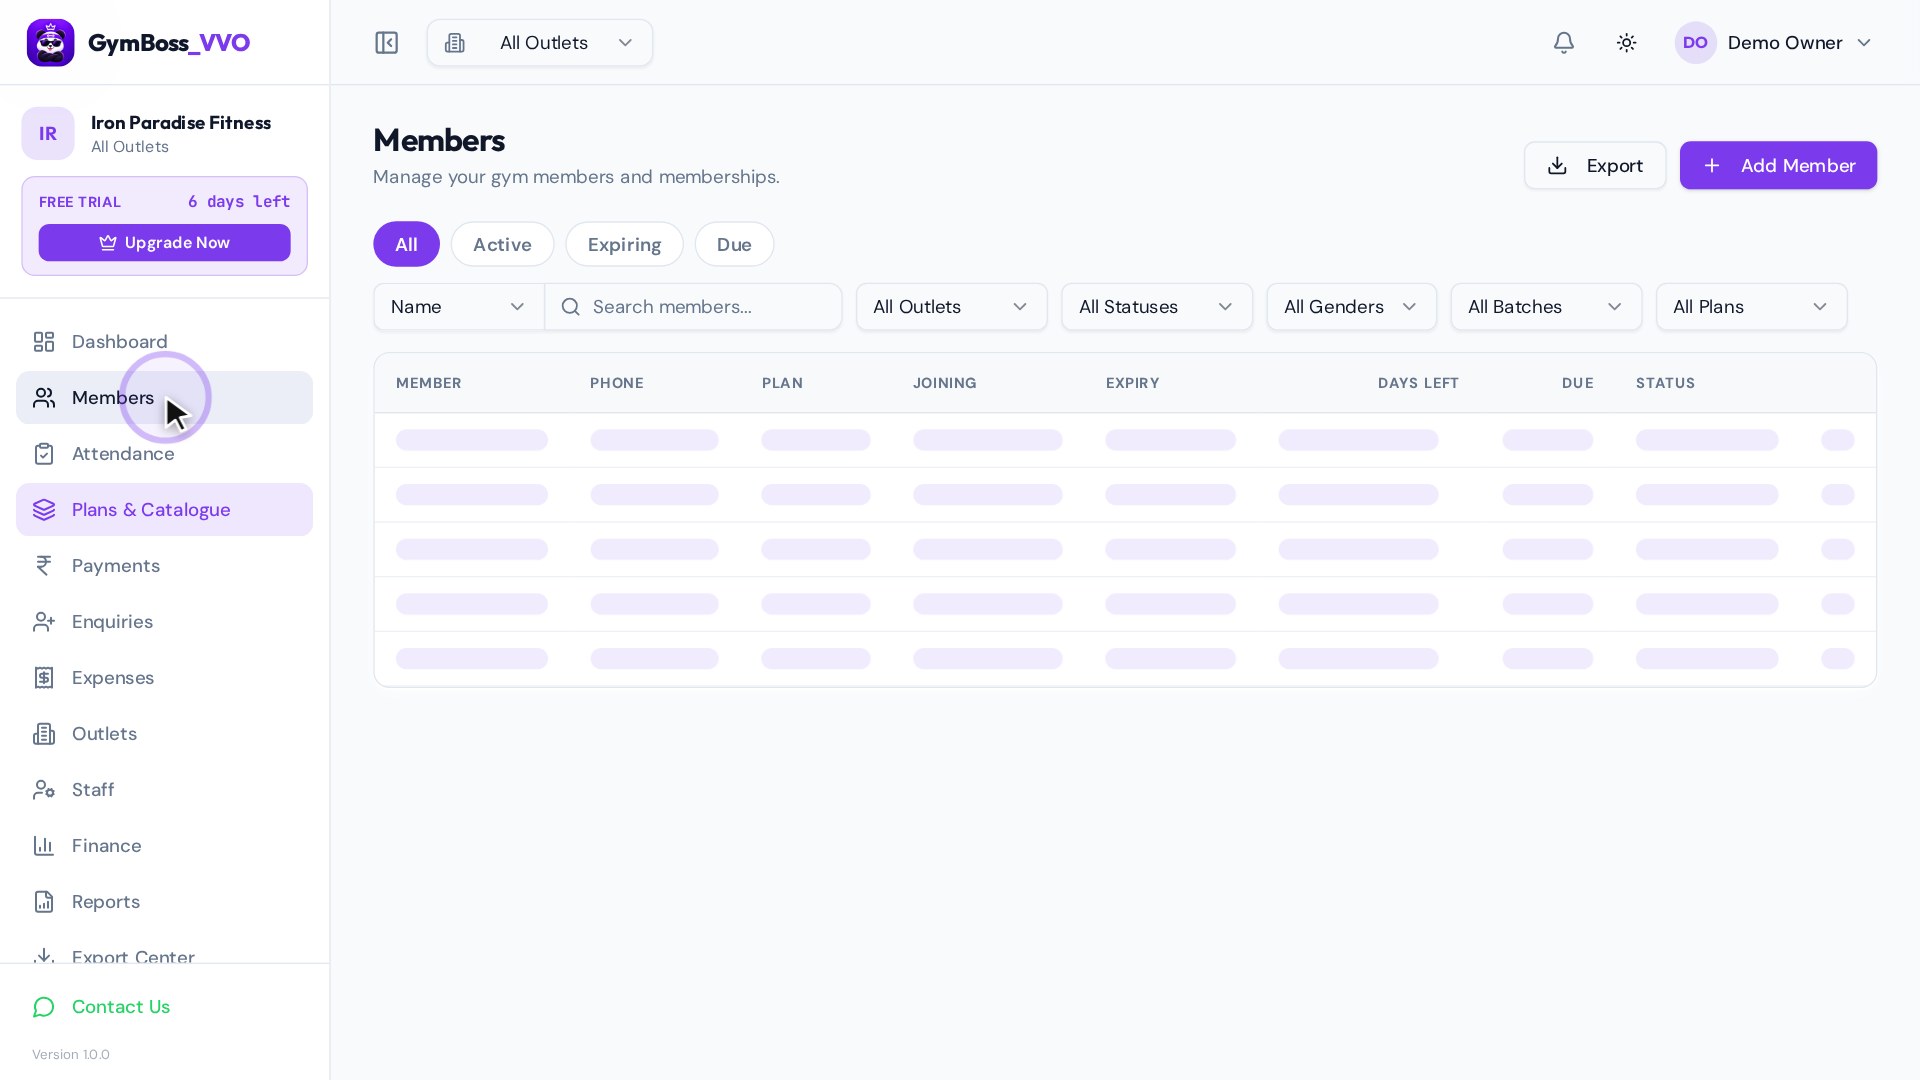 GymBoss_VVO
IR
Iron Paradise Fitness
All Outlets
FREE TRIAL 6 days left
Upgrade Now
Dashboard
Members
Attendance
Plans & Catalogue
Payments
Enquiries
Expenses
Outlets
Staff
Finance
Reports
Export Center
Contact Us
Version 1.0.0
All Outlets
DO Demo Owner
Members
Manage your gym members and memberships.
Export
Add Member
All Active Expiring Due
Name Search members... All Outlets All Statuses All Genders All Batches All Plans
MEMBER PHONE PLAN JOINING EXPIRY DAYS LEFT DUE STATUS